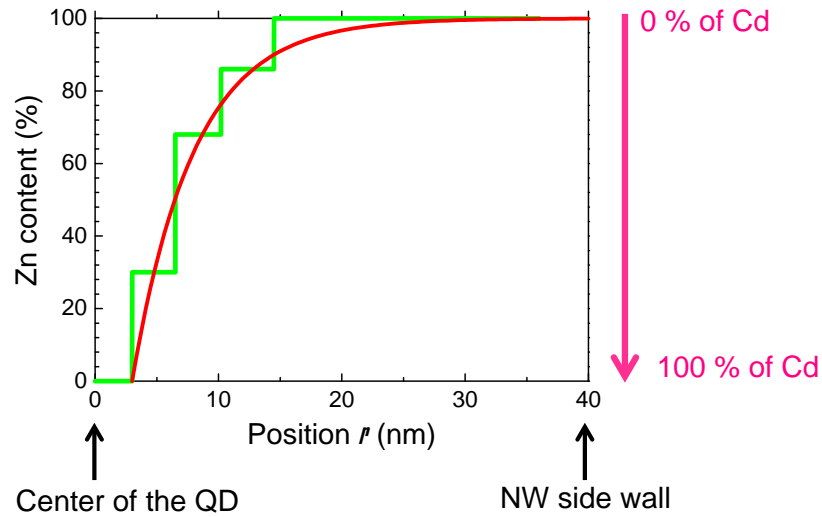 100
80
60
40
20
0
Zn content (%)
0
10
20
30
40
Position r (nm)
0 % of Cd
100 % of Cd
Center of the QD
NW side wall